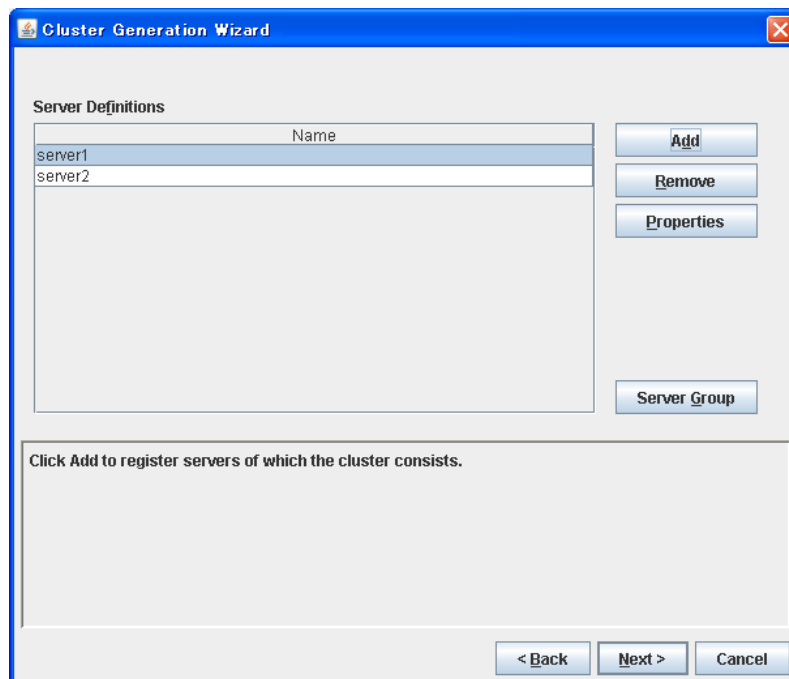 Cluster Generation Wizard
Server Definitions
Name
server1
server2
Add
Remove
Properties
Server Group
Click Add to register servers of which the cluster consists.
< Back
Next >
Cancel